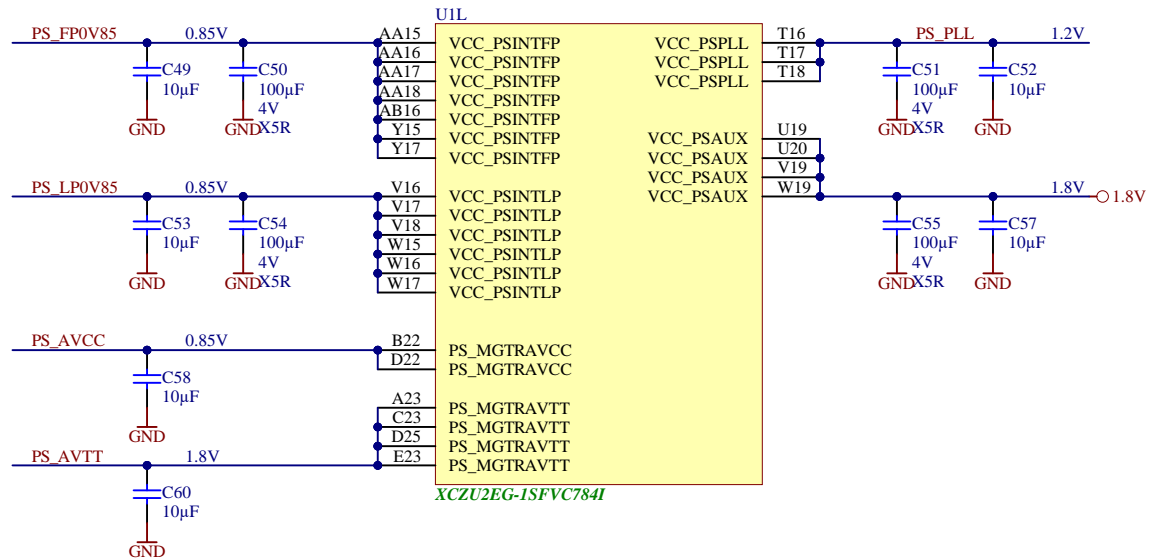 U1L
PS_FP0V85 0.85V
C49
10µF
GND
C50
100µF
4V
X5R
GND
AA15 VCC_PSINTFP
AA16 VCC_PSINTFP
AA17 VCC_PSINTFP
AA18 VCC_PSINTFP
AB16 VCC_PSINTFP
Y15 VCC_PSINTFP
Y17 VCC_PSINTFP
VCC_PSPLL T16
VCC_PSPLL T17
VCC_PSPLL T18
PS_PLL 1.2V
C51
100µF
4V
X5R
GND
C52
10µF
GND
PS_LP0V85 0.85V
C53
10µF
GND
C54
100µF
4V
X5R
GND
V16 VCC_PSINTLP
V17 VCC_PSINTLP
V18 VCC_PSINTLP
W15 VCC_PSINTLP
W16 VCC_PSINTLP
W17 VCC_PSINTLP
VCC_PSAUX U19
VCC_PSAUX U20
VCC_PSAUX V19
VCC_PSAUX W19
1.8V 1.8V
C55
100µF
4V
X5R
GND
C57
10µF
GND
PS_AVCC 0.85V
C58
10µF
GND
B22 PS_MGTRAVCC
D22 PS_MGTRAVCC
A23 PS_MGTRAVTT
C23 PS_MGTRAVTT
D25 PS_MGTRAVTT
E23 PS_MGTRAVTT
PS_AVTT 1.8V
C60
10µF
GND
XCZU2EG-1SFVC784I